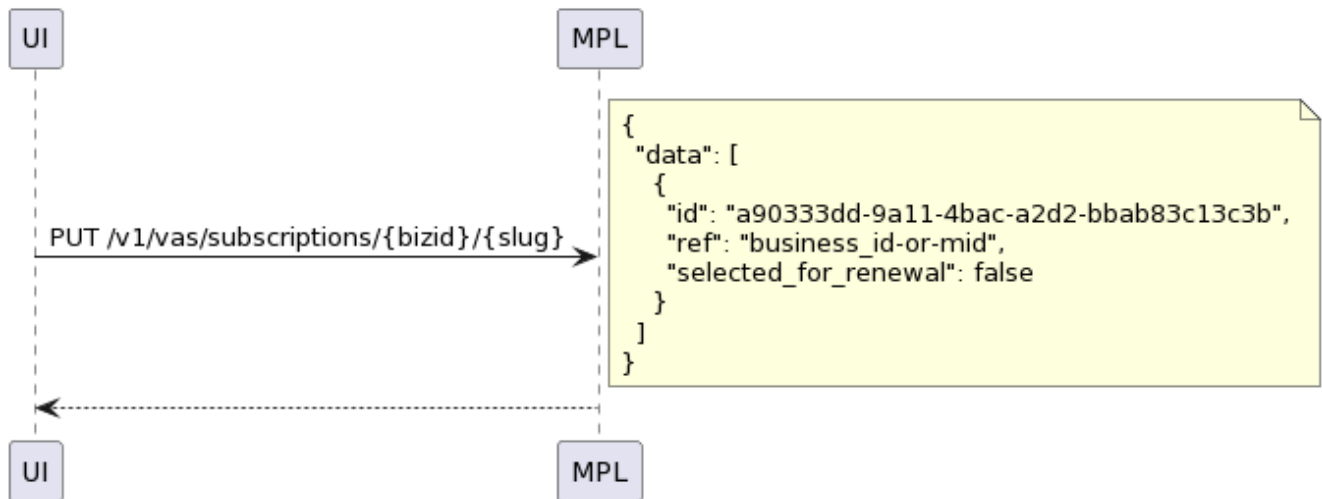 UI
MPL
PUT /v1/vas/subscriptions/{bizid}/{slug}
{
"data": [
{
"id": "a90333dd-9a11-4bac-a2d2-bbab83c13c3b",
"ref": "business_id-or-mid",
"selected_for_renewal": false
}
]
}
UI
MPL